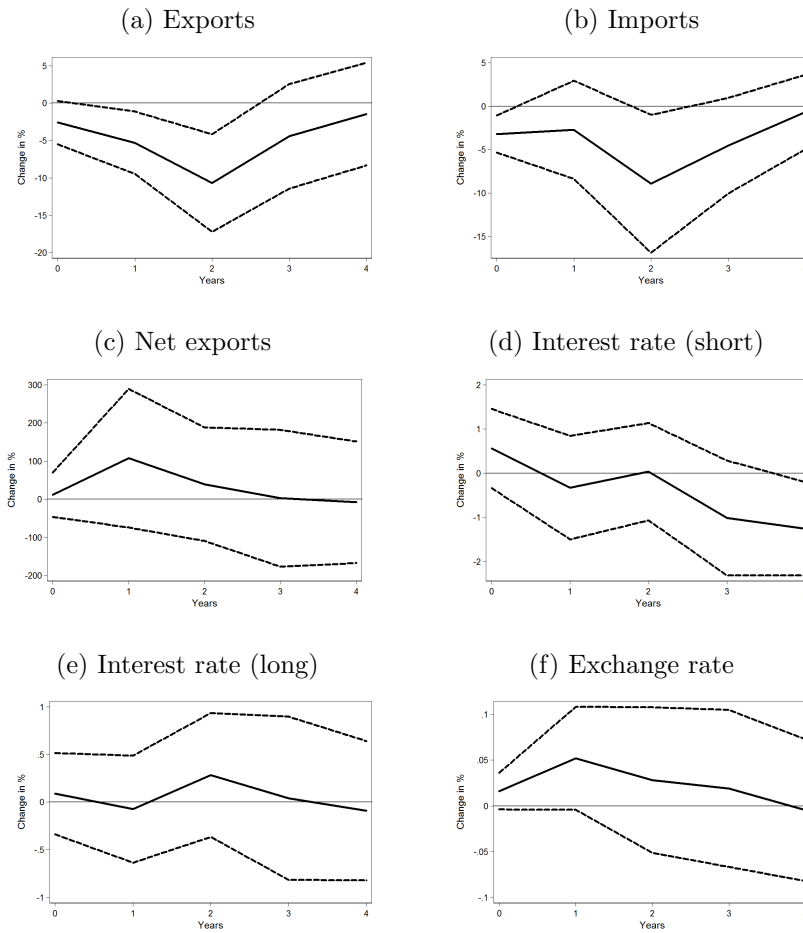 (a) Exports
5
0
-5
-10
-15
-20
Change in %
0 1 2 3 4
Years
(b) Imports
5
0
-5
-10
-15
Change in %
0 1 2 3
Years
(c) Net exports
300
200
100
0
-100
-200
Change in %
0 1 2 3 4
Years
(d) Interest rate (short)
2
1
0
-1
-2
Change in %
0 1 2 3
Years
(e) Interest rate (long)
1
.5
0
-.5
-1
Change in %
0 1 2 3 4
Years
(f) Exchange rate
.1
.05
0
-.05
-.1
Change in %
0 1 2 3
Years